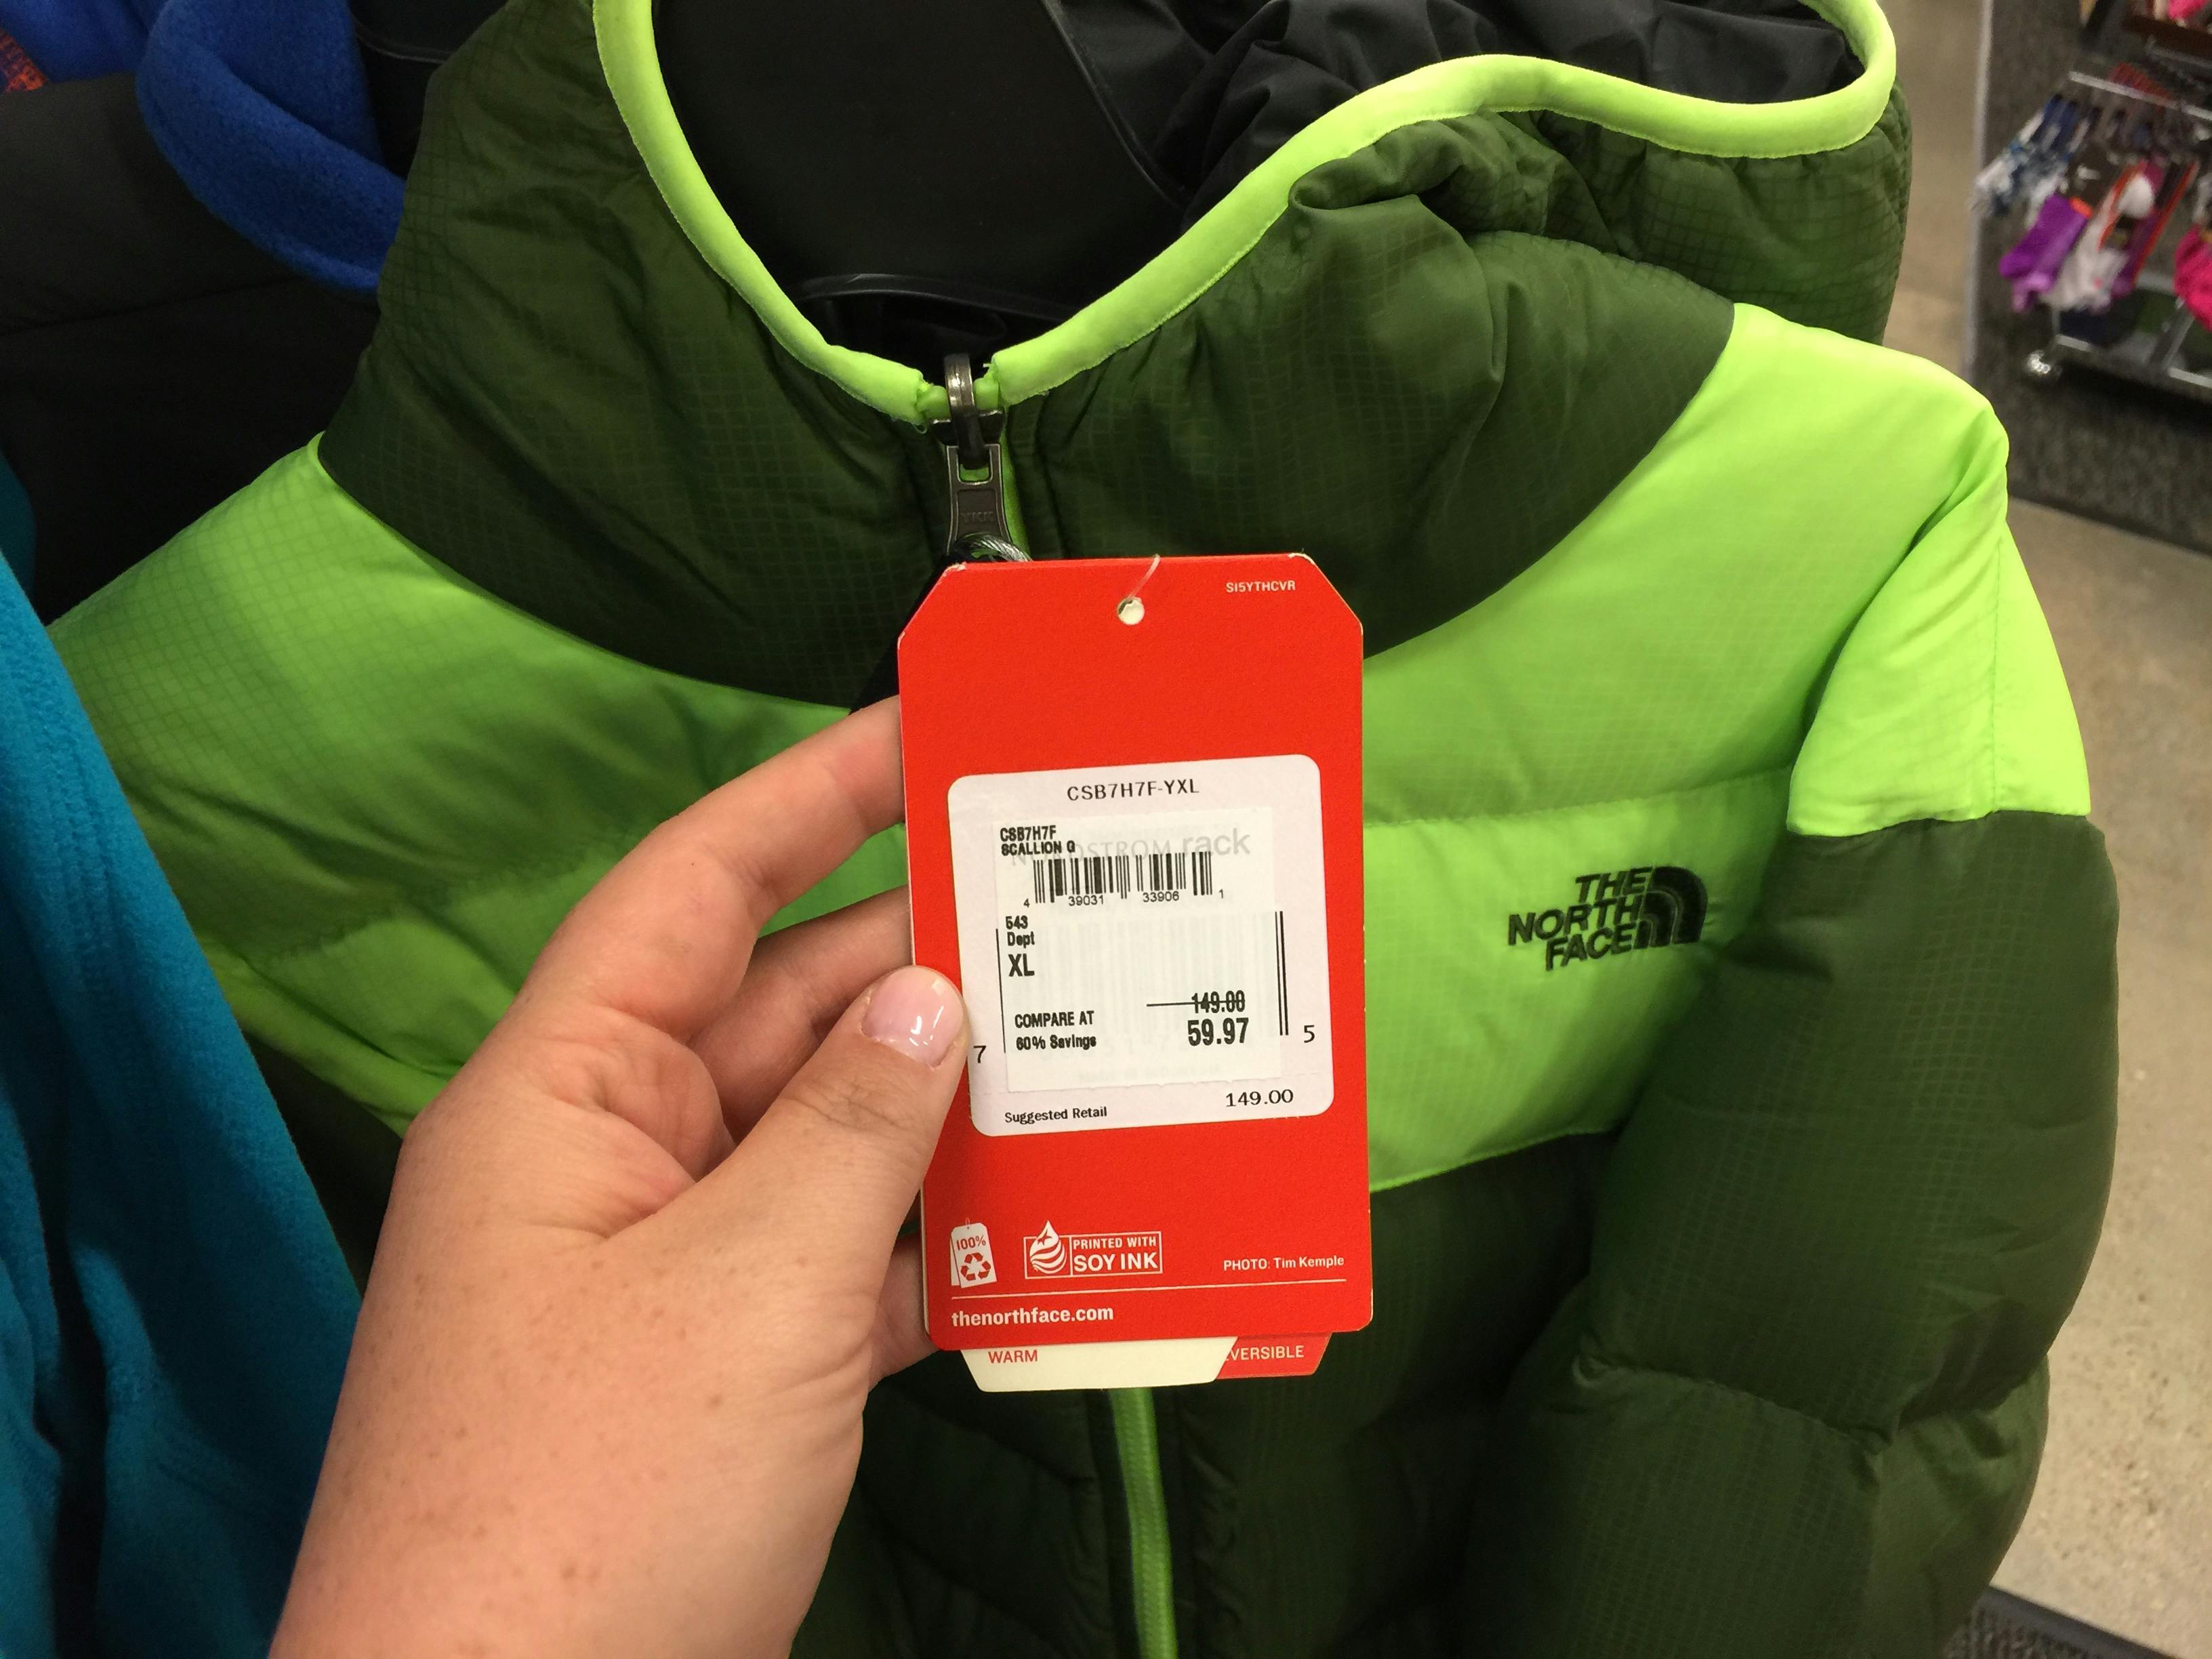 YKK
SI5YTHCVR
CSB7H7F-YXL
CSB7H7F
SCALLION G
NORDSTROM rack
4 39031 33906 1
543
Dept
XL
149.00
COMPARE AT 59.97
60% Savings
7 5
Suggested Retail 149.00
100%
PRINTED WITH
SOY INK
PHOTO: Tim Kemple
thenorthface.com
WARM
VERSIBLE
THE
NORTH
FACE